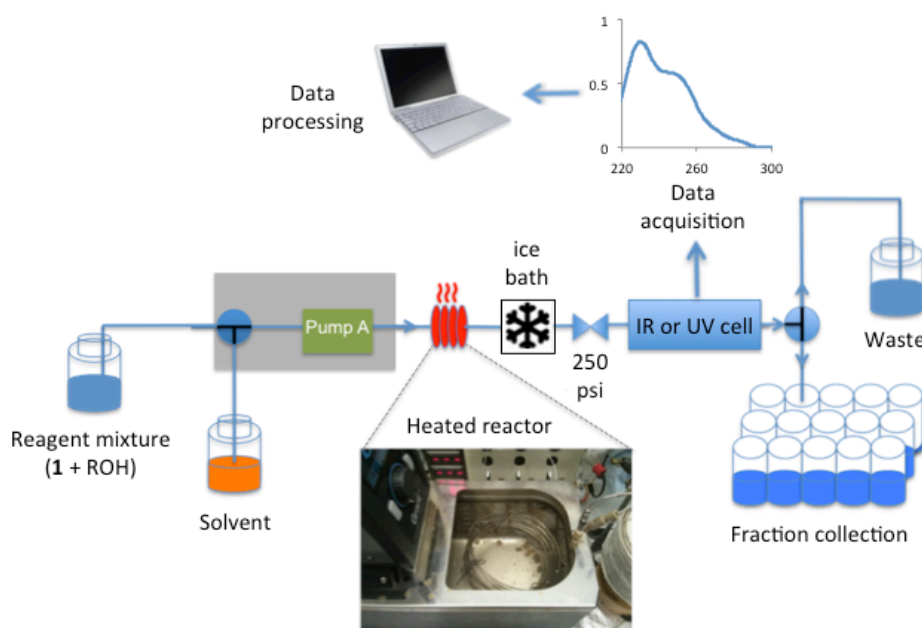 Data
processing
1
0.5
0
220
260
300
Data
acquisition
ice
bath
Pump A
IR or UV cell
250
psi
Waste
Reagent mixture
(1 + ROH)
Heated reactor
Solvent
Fraction collection